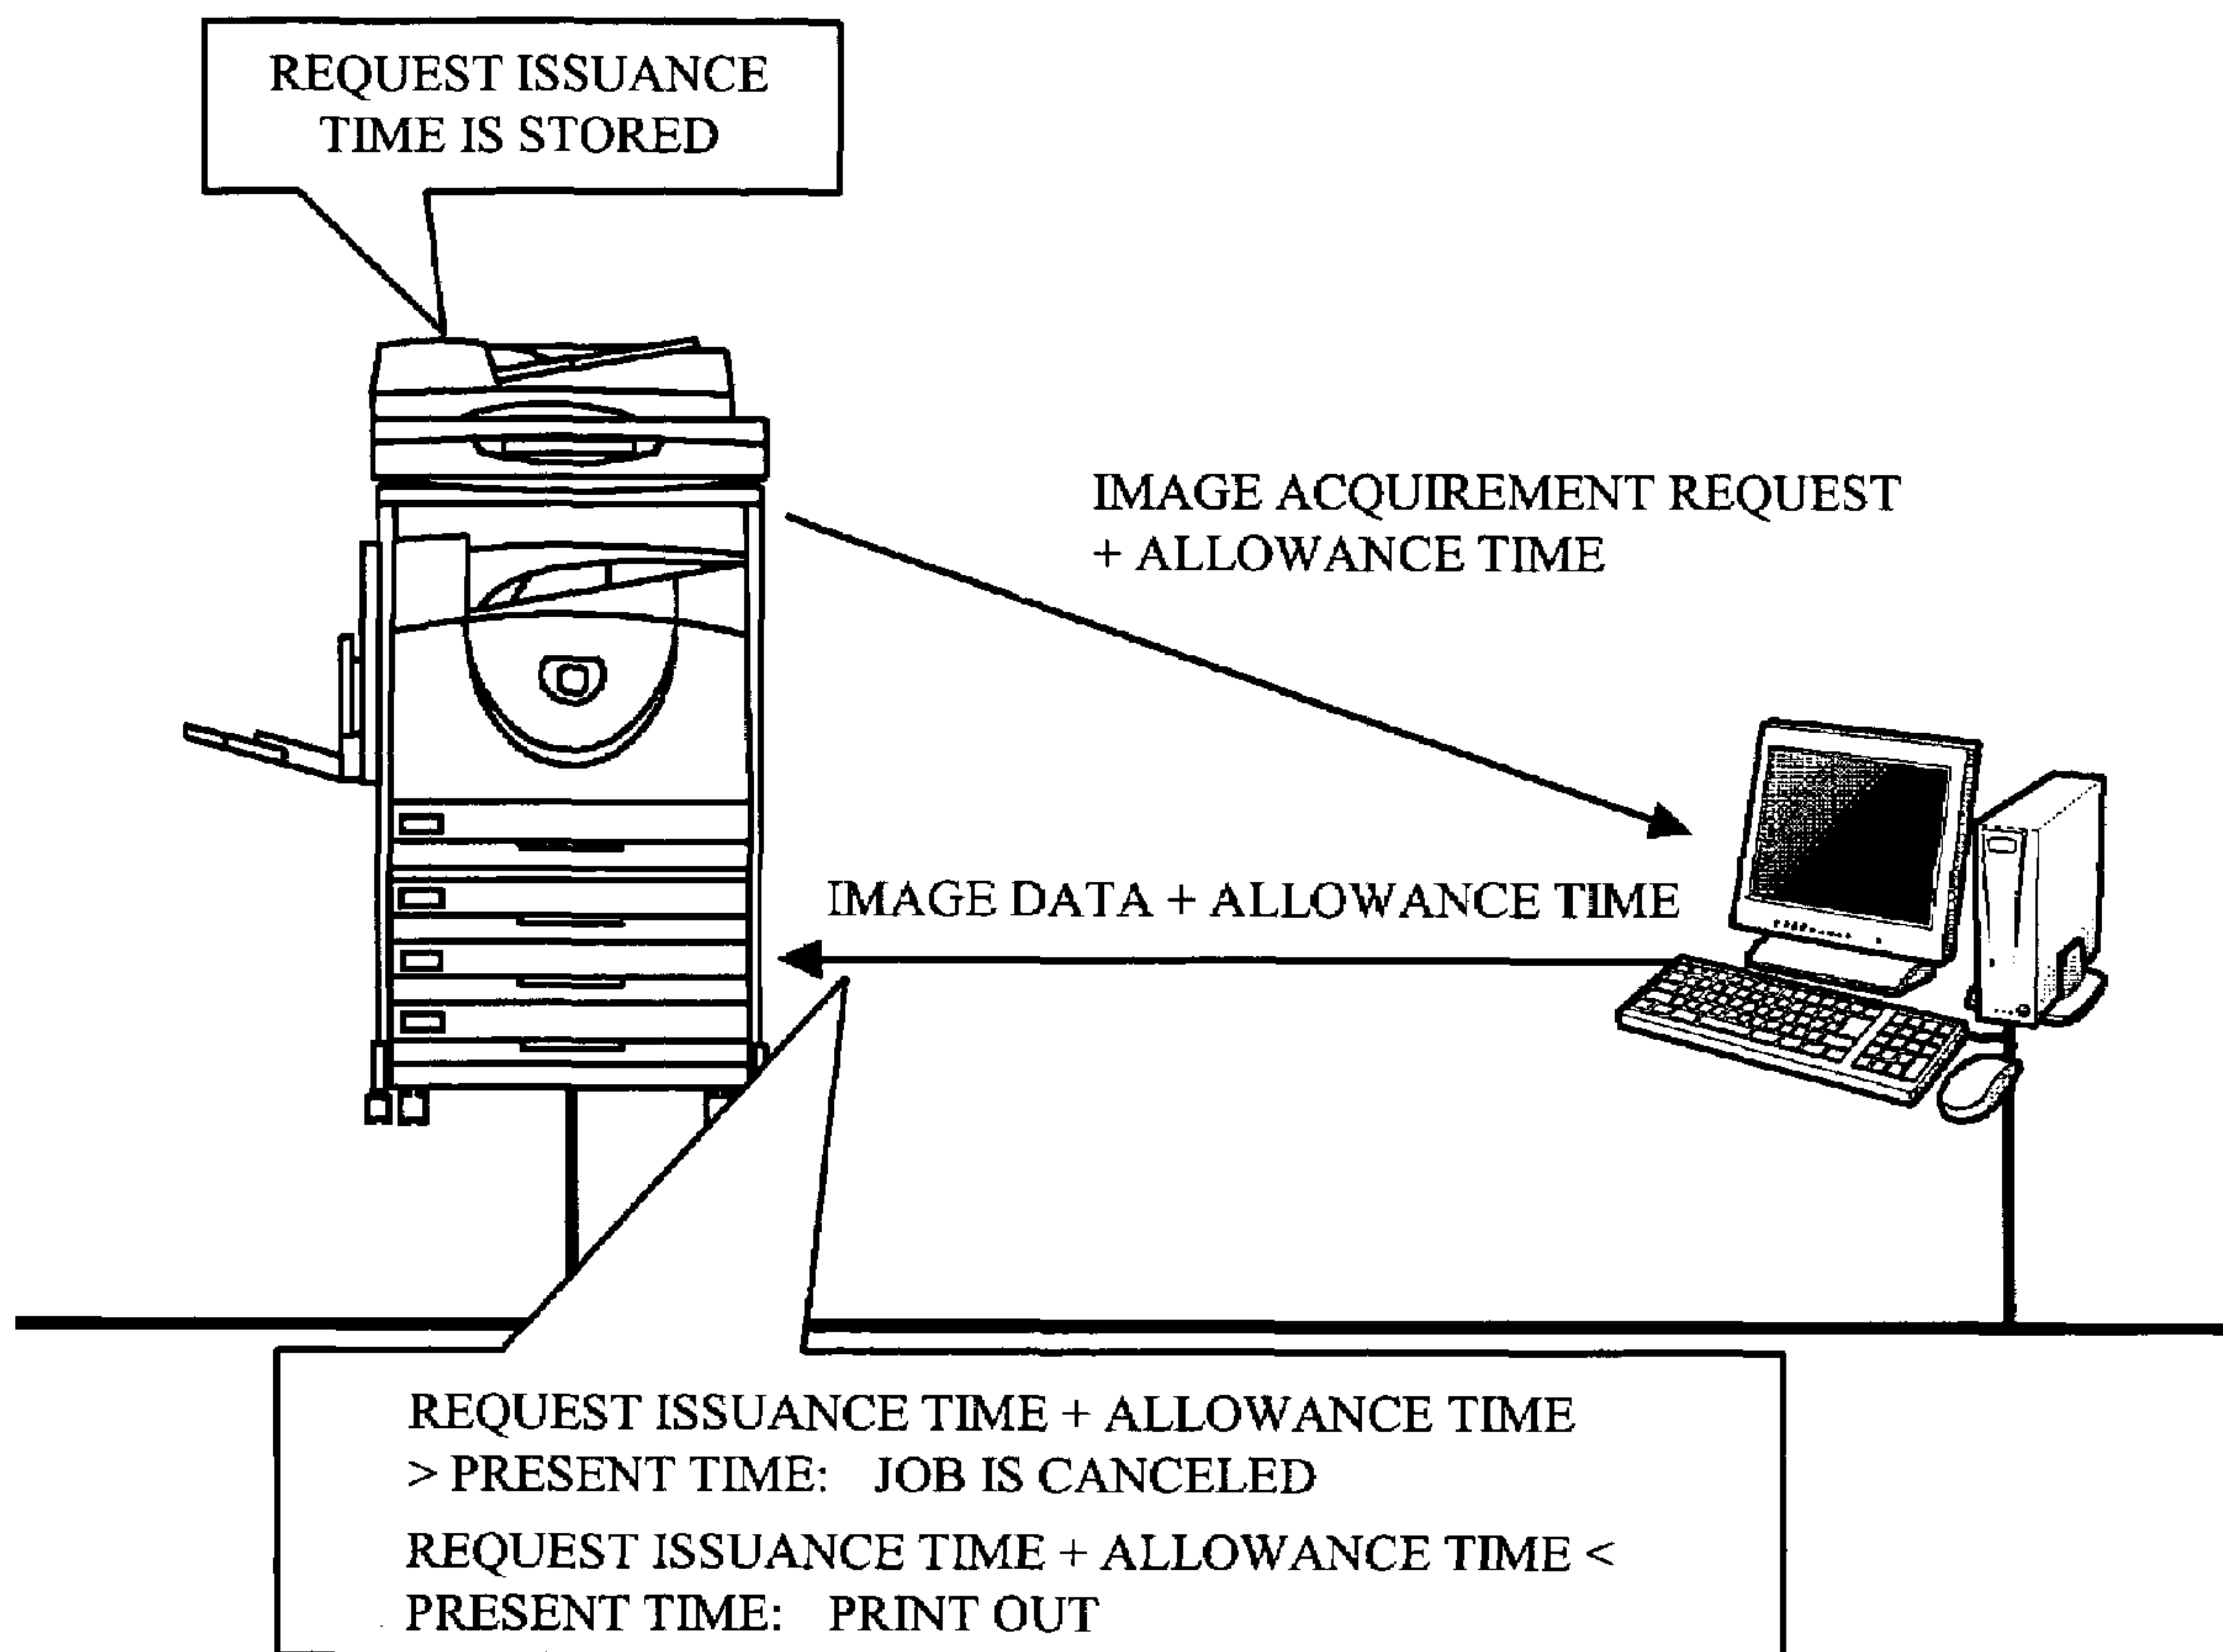 REQUEST ISSUANCE
TIME IS STORED
IMAGE ACQUIREMENT REQUEST
+ ALLOWANCE TIME
IMAGE DATA + ALLOWANCE TIME
REQUEST ISSUANCE TIME + ALLOWANCE TIME
> PRESENT TIME: JOB IS CANCELED
REQUEST ISSUANCE TIME + ALLOWANCE TIME <
PRESENT TIME: PRINT OUT